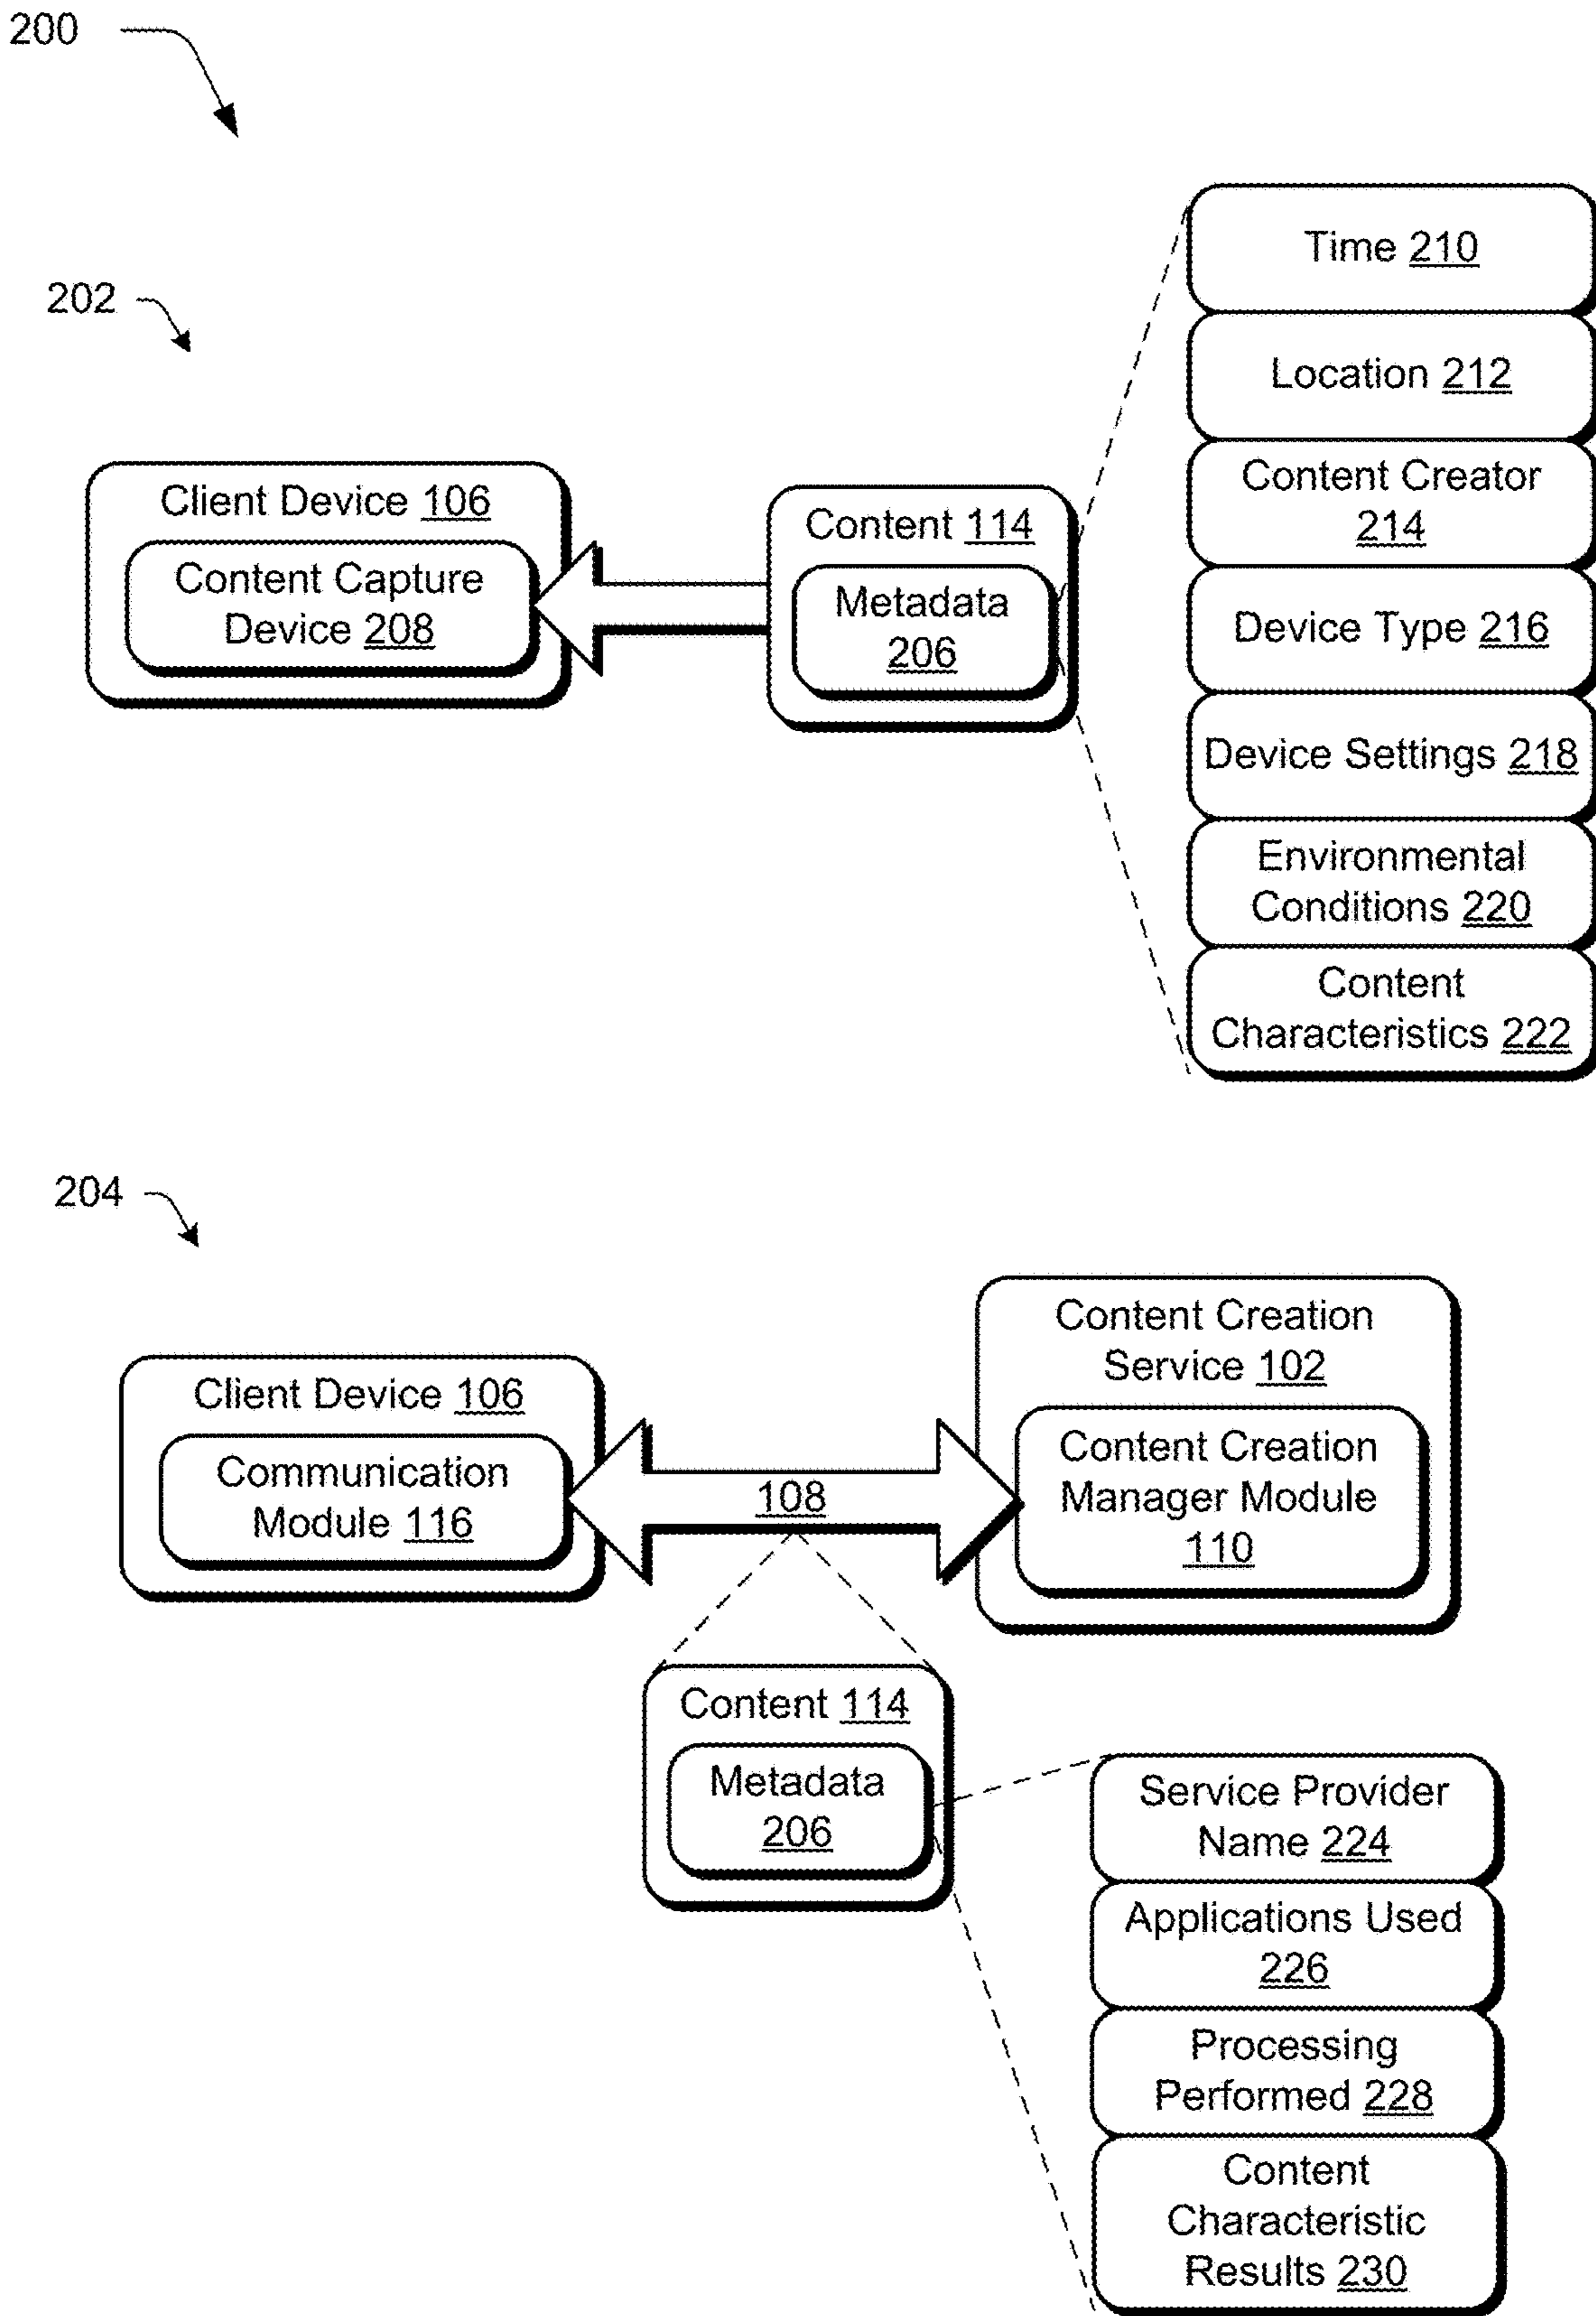 200
202
Client Device 106
Content Capture
Device 208
Content 114
Metadata
206
Time 210
Location 212
Content Creator
214
Device Type 216
Device Settings 218
Environmental
Conditions 220
Content
Characteristics 222
204
Client Device 106
Communication
Module 116
108
Content Creation
Service 102
Content Creation
Manager Module
110
Content 114
Metadata
206
Service Provider
Name 224
Applications Used
226
Processing
Performed 228
Content
Characteristic
Results 230